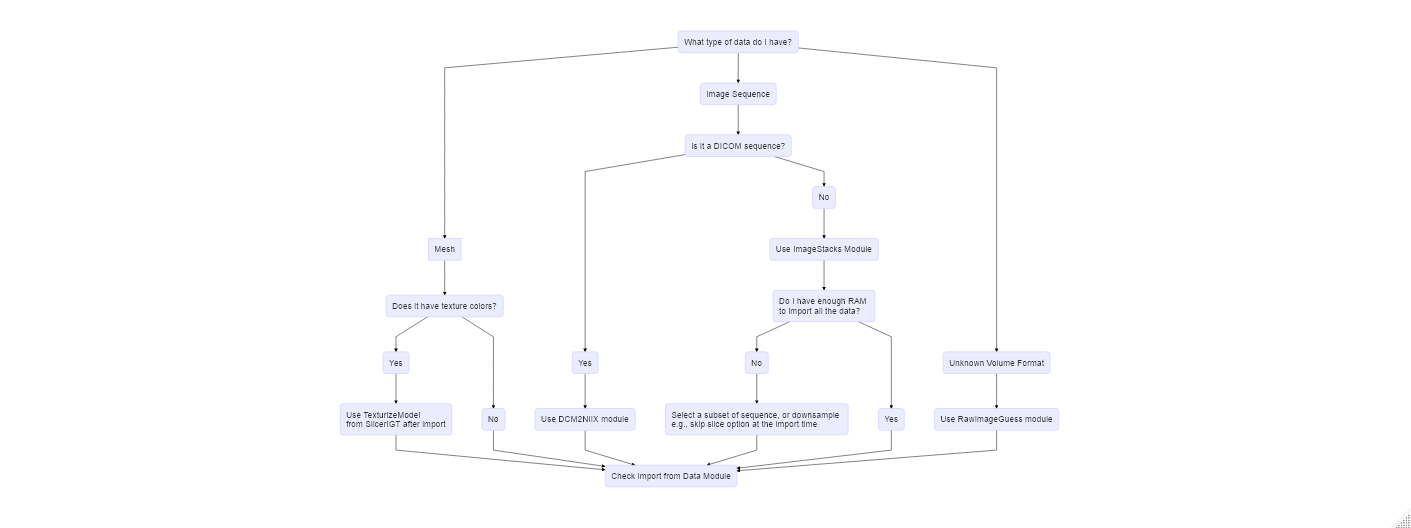 What type of data do I have?
Image Sequence
Is it a DICOM sequence?
No
Mesh
Use ImageStacks Module
Does it have texture colors?
Do I have enough RAM
to import all the data?
Yes
Yes
No
Unknown Volume Format
Use TexturizeModel
from SlicerIGT after import
No
Use DCM2NIIX module
Select a subset of sequence, or downsample
e.g., skip slice option at the import time
Yes
Use RawImageGuess module
Check import from Data Module